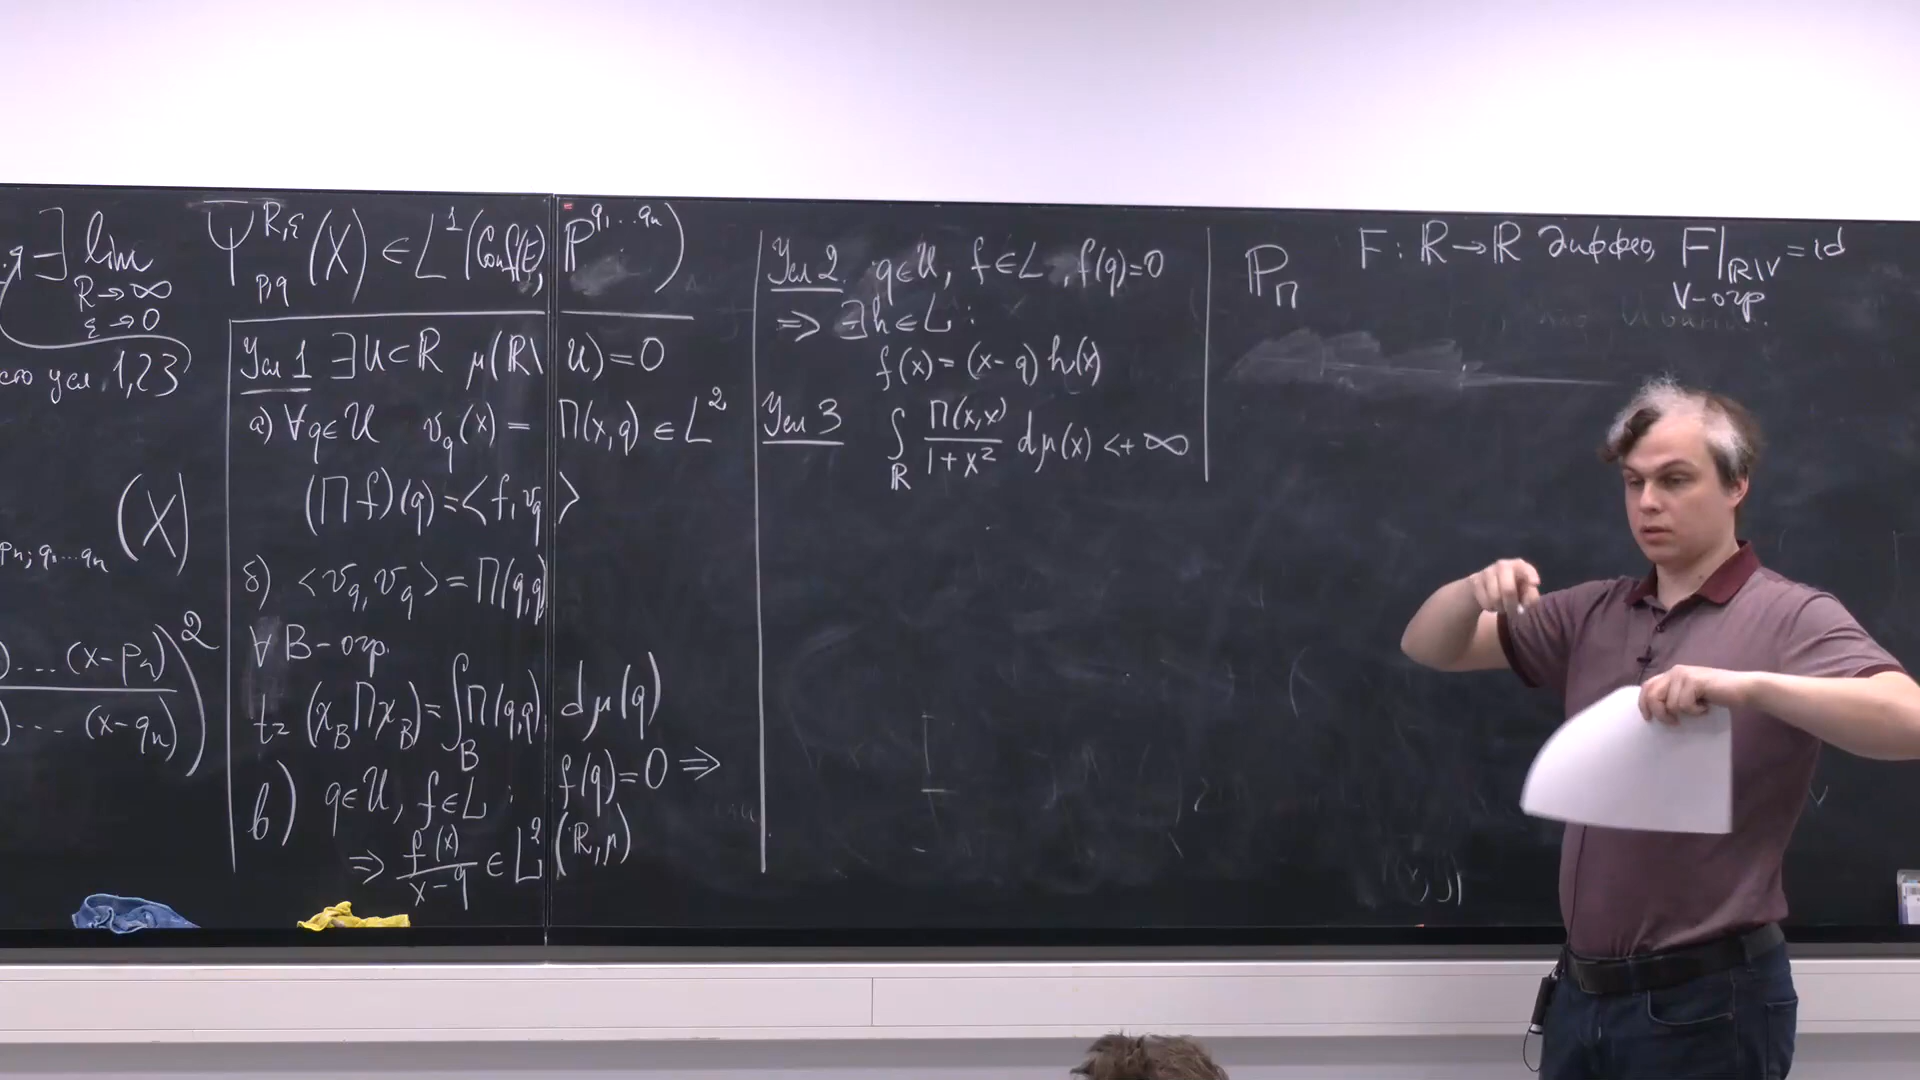 ∃ lim Ψ^{R,ε}_{p,q} (X) ∈ L^1(Conf(E), P^{q_1...q_n})
R→∞
ε→0
усл. 1,2,3
(X)
p_n; q_1...q_n
)... (x-p_n)
)... (x-q_n) )^2
Усл 1 ∃U⊂R μ(R\U)=0
а) ∀q∈U v_q(x) = Π(x,q) ∈ L^2
(Πf)(q)=<f,v_q>
б) <v_q,v_q> = Π(q,q)
∀ B-огр.
tr (χ_B Π χ_B) = ∫_B Π(q,q) dμ(q)
в) q∈U, f∈L: f(q)=0 ⇒
⇒ f(x)/(x-q) ∈ L^2(R,μ)
Усл 2. q∈U, f∈L, f(q)=0
⇒ ∃h∈L:
f(x) = (x-q) h(x)
Усл 3 ∫_R Π(x,x)/(1+x^2) dμ(x) <+∞
P_Π F: R→R диффео, F|_{R\V} = id
V-огр.